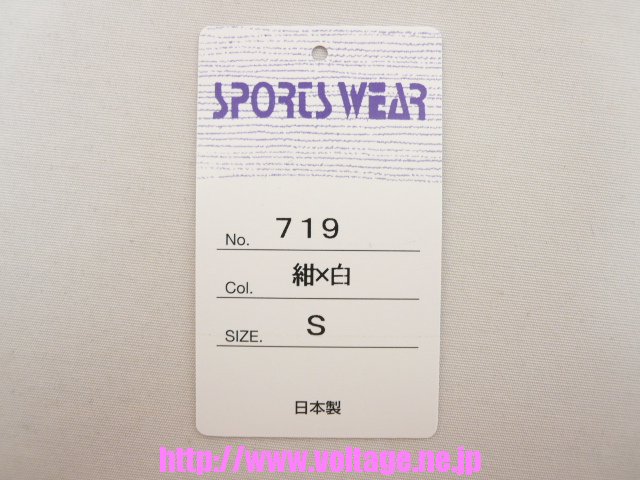 SPORTS WEAR
No. 719
Col. 紺×白
SIZE. S
日本製
http://www.voltage.ne.jp